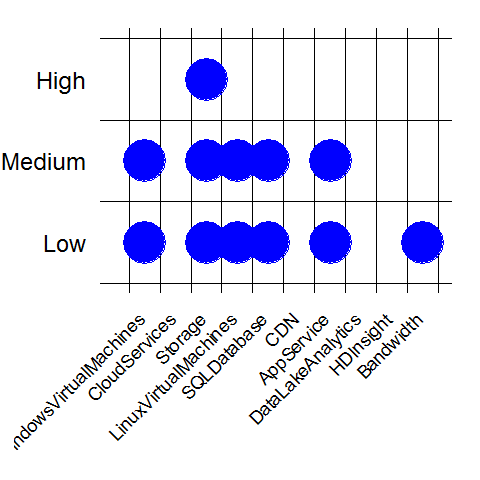 High
Medium
Low
ndowsVirtualMachines
CloudServices
Storage
LinuxVirtualMachines
SQLDatabase
CDN
AppService
DataLakeAnalytics
HDInsight
Bandwidth